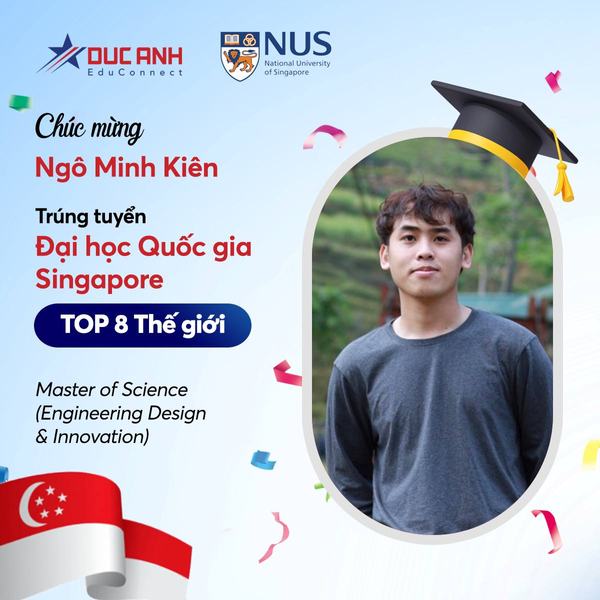 DUC ANH
EduConnect
NUS
National University
of Singapore
Chúc mừng
Ngô Minh Kiên
Trúng tuyển
Đại học Quốc gia
Singapore
TOP 8 Thế giới
Master of Science
(Engineering Design
& Innovation)